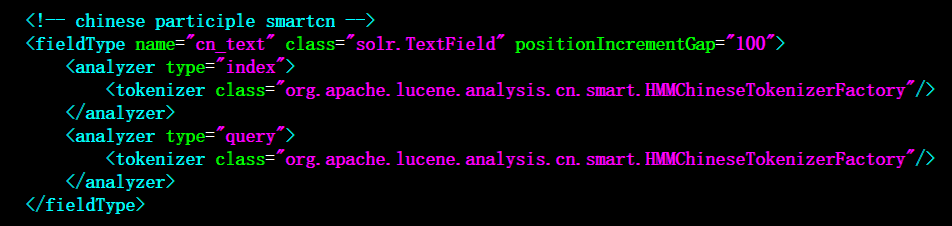 <!-- chinese participle smartcn -->
<fieldType name="cn_text" class="solr.TextField" positionIncrementGap="100">
    <analyzer type="index">
        <tokenizer class="org.apache.lucene.analysis.cn.smart.HMMChineseTokenizerFactory"/>
    </analyzer>
    <analyzer type="query">
        <tokenizer class="org.apache.lucene.analysis.cn.smart.HMMChineseTokenizerFactory"/>
    </analyzer>
</fieldType>